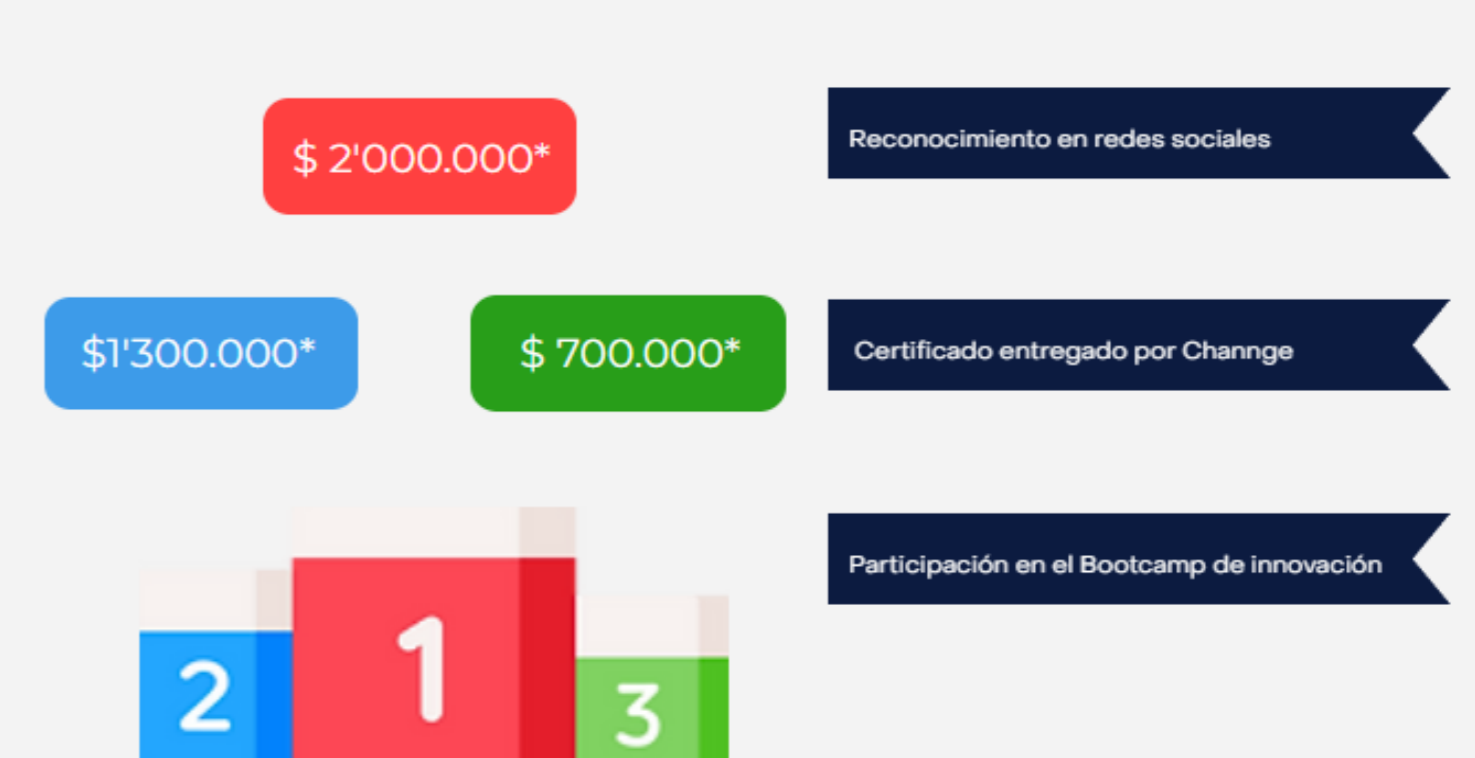 $ 2'000.000*
$1'300.000*
$ 700.000*
2
1
3
Reconocimiento en redes sociales
Certificado entregado por Channge
Participación en el Bootcamp de innovación